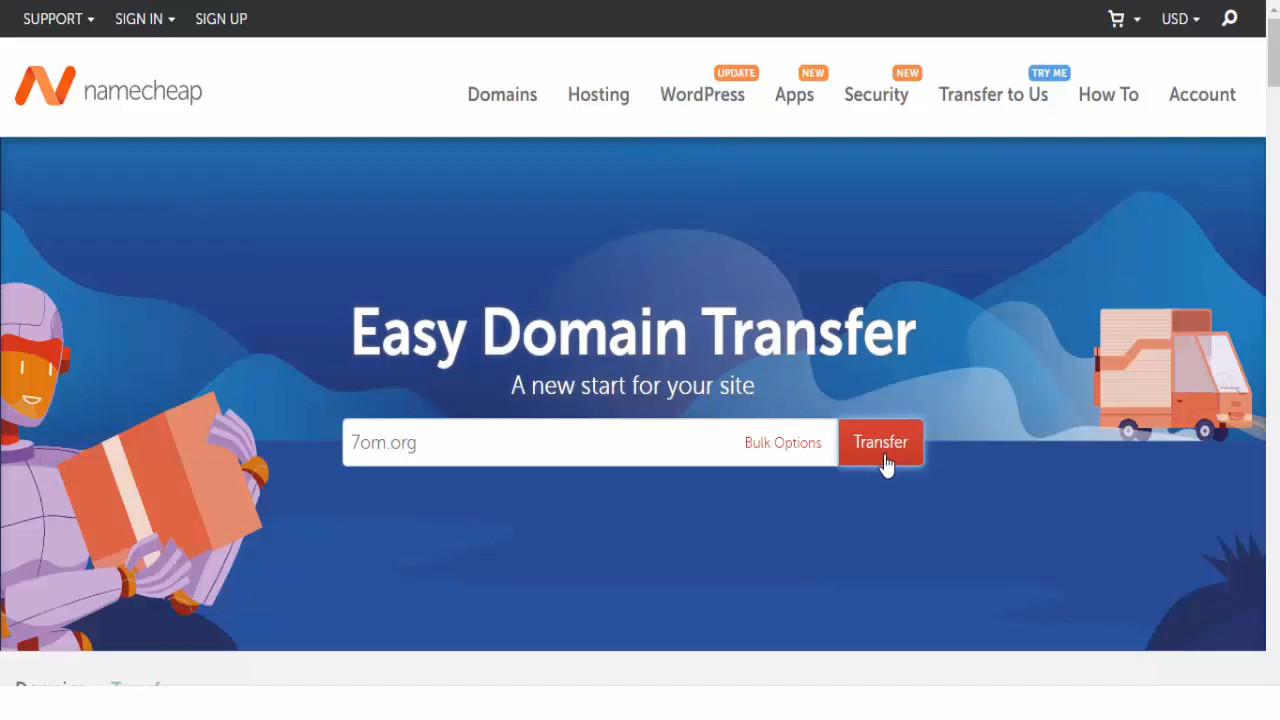 SUPPORT SIGN IN SIGN UP USD
UPDATE NEW NEW TRY ME
namecheap Domains Hosting WordPress Apps Security Transfer to Us How To Account
Easy Domain Transfer
A new start for your site
7om.org Bulk Options Transfer